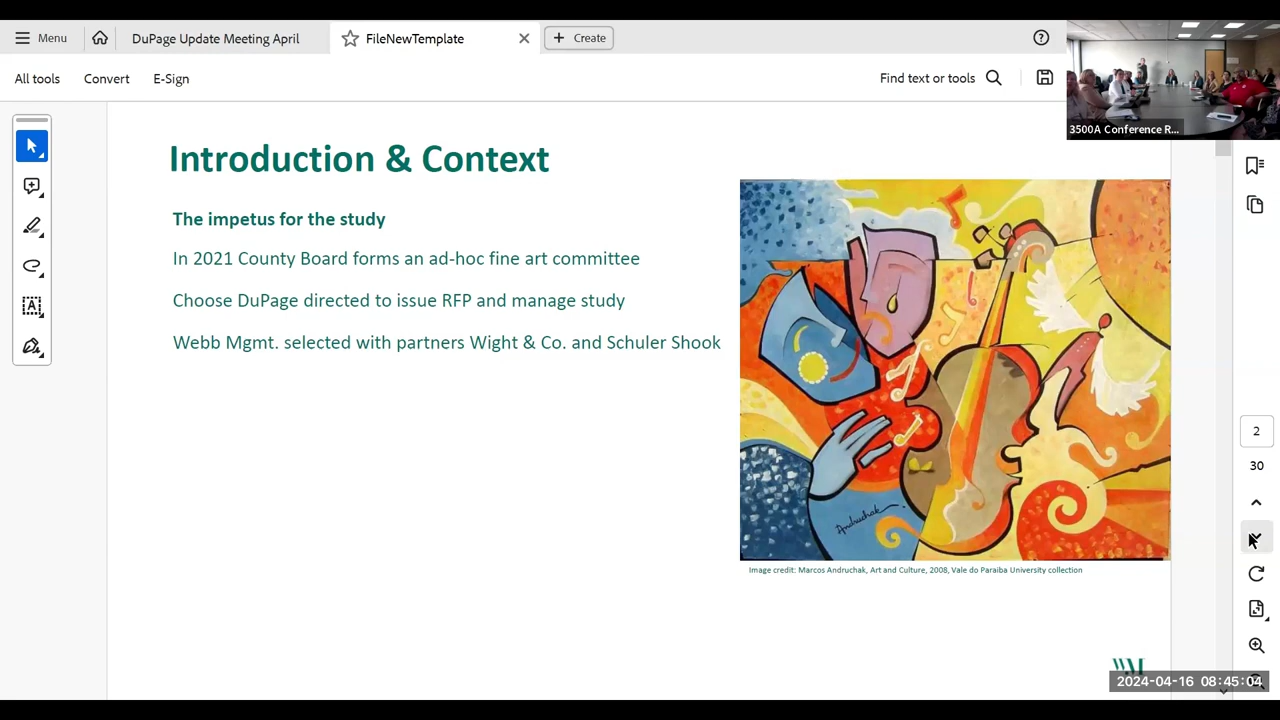 Menu
DuPage Update Meeting April
FileNewTemplate
Create
All tools
Convert
E-Sign
Find text or tools
3500A Conference R...
Introduction & Context
The impetus for the study
In 2021 County Board forms an ad-hoc fine art committee
Choose DuPage directed to issue RFP and manage study
Webb Mgmt. selected with partners Wight & Co. and Schuler Shook
Andruchak
Image credit: Marcos Andruchak, Art and Culture, 2008, Vale do Paraiba University collection
2
30
WM
2024-04-16 08:45:04